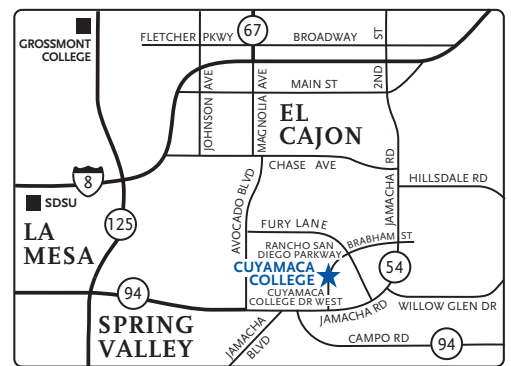 GROSSMONT
COLLEGE
FLETCHER PKWY
67
BROADWAY
2ND ST
MAIN ST
JOHNSON AVE
MAGNOLIA AVE
EL
CAJON
CHASE AVE
JAMACHA RD
HILLSDALE RD
8
SDSU
LA
MESA
125
AVOCADO BLVD
FURY LANE
RANCHO SAN
DIEGO PARKWAY
BRABHAM ST
CUYAMACA
COLLEGE
CUYAMACA
COLLEGE DR WEST
54
94
JAMACHA RD
WILLOW GLEN DR
SPRING
VALLEY
JAMACHA
BLVD
CAMPO RD
94